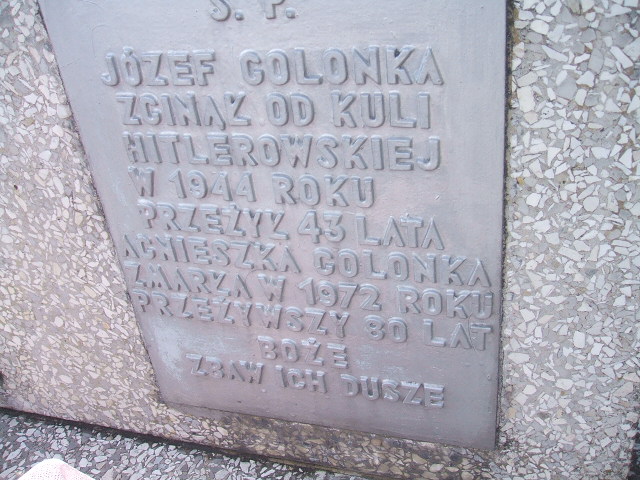 Ś. P.
JÓZEF GOLONKA
ZGINĄŁ OD KULI
HITLEROWSKIEJ
W 1944 ROKU
PRZEŻYŁ 43 LATA
AGNIESZKA GOLONKA
ZMARŁA W 1972 ROKU
PRZEŻYWSZY 80 LAT
BOŻE
ZBAW ICH DUSZE